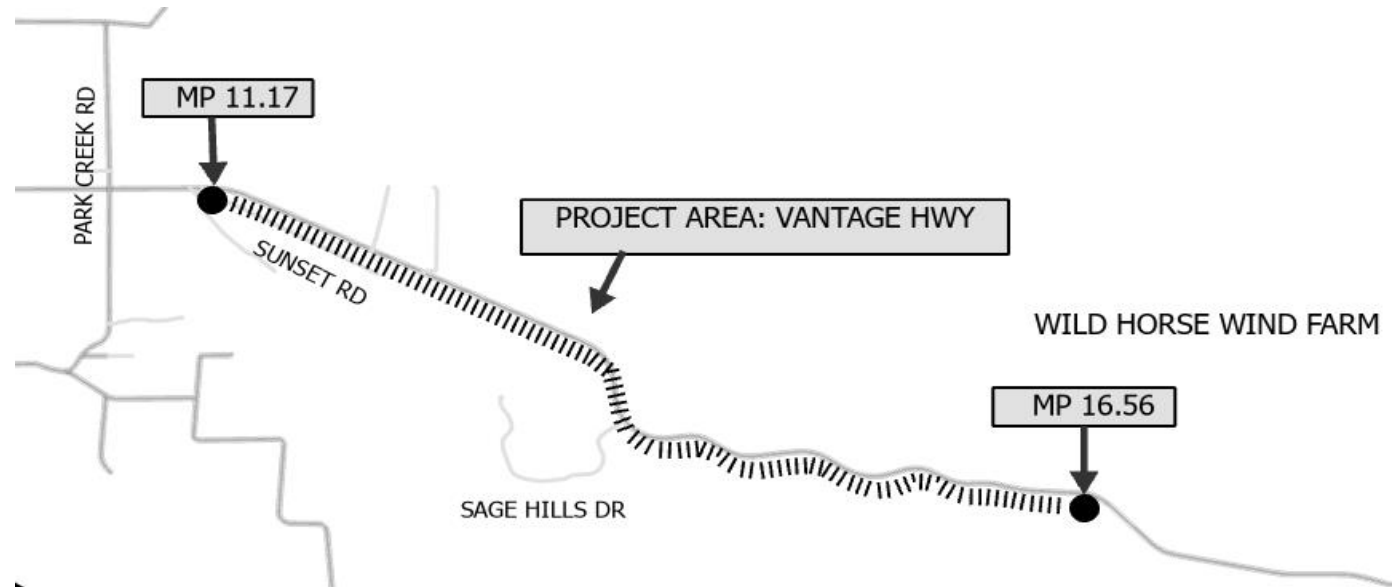 MP 11.17
PARK CREEK RD
PROJECT AREA: VANTAGE HWY
SUNSET RD
WILD HORSE WIND FARM
MP 16.56
SAGE HILLS DR